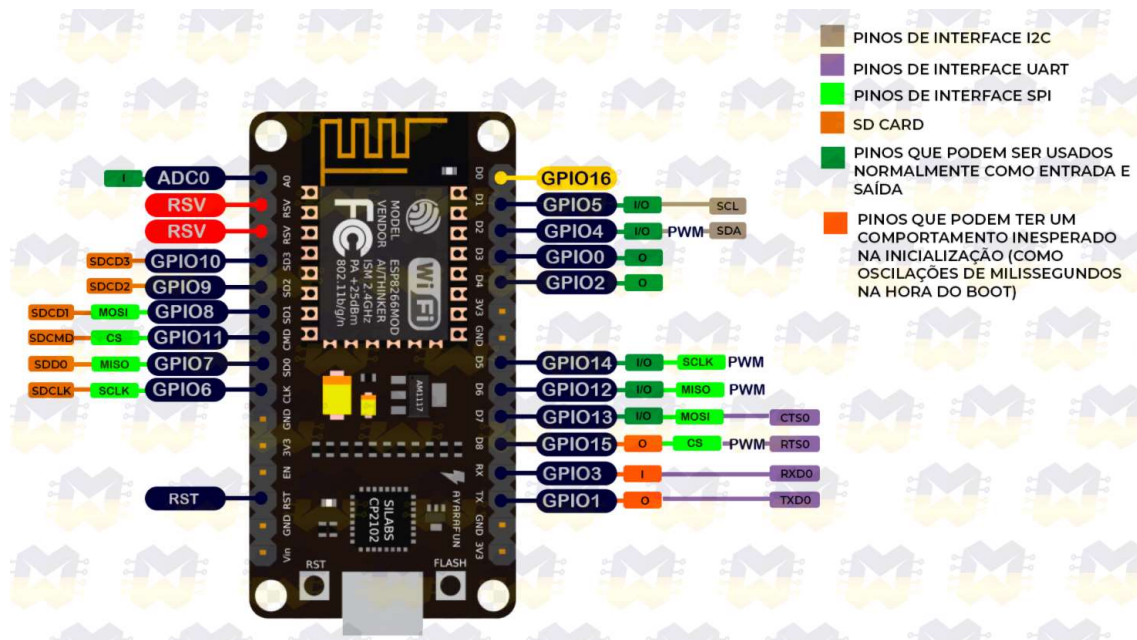 PINOS DE INTERFACE I2C
PINOS DE INTERFACE UART
PINOS DE INTERFACE SPI
SD CARD
PINOS QUE PODEM SER USADOS
NORMALMENTE COMO ENTRADA E
SAÍDA
PINOS QUE PODEM TER UM
COMPORTAMENTO INESPERADO
NA INICIALIZAÇÃO (COMO
OSCILAÇÕES DE MILISSEGUNDOS
NA HORA DO BOOT)
I ADC0
RSV
RSV
SDCD3 GPIO10
SDCD2 GPIO9
SDCD1 MOSI GPIO8
SDCMD CS GPIO11
SDD0 MISO GPIO7
SDCLK SCLK GPIO6
RST
A0
RSV
RSV
SD3
SD2
SD1
CMD
SD0
CLK
GND
3V3
EN
RST
GND
Vin
MODEL ESP8266MOD
VENDOR AI/THINKER
ISM 2.4GHz
PA +25dBm
802.11b/g/n
FC
WiFi
AM1117
SILABS
CP2102
AYARAFUN
RST
FLASH
D0
D1
D2
D3
D4
3V3
GND
D5
D6
D7
D8
RX
TX
GND
3V3
GPIO16
GPIO5 I/O SCL
GPIO4 I/O PWM SDA
GPIO0 O
GPIO2 O
GPIO14 I/O SCLK PWM
GPIO12 I/O MISO PWM
GPIO13 I/O MOSI CTS0
GPIO15 O CS PWM RTS0
GPIO3 I RXD0
GPIO1 O TXD0